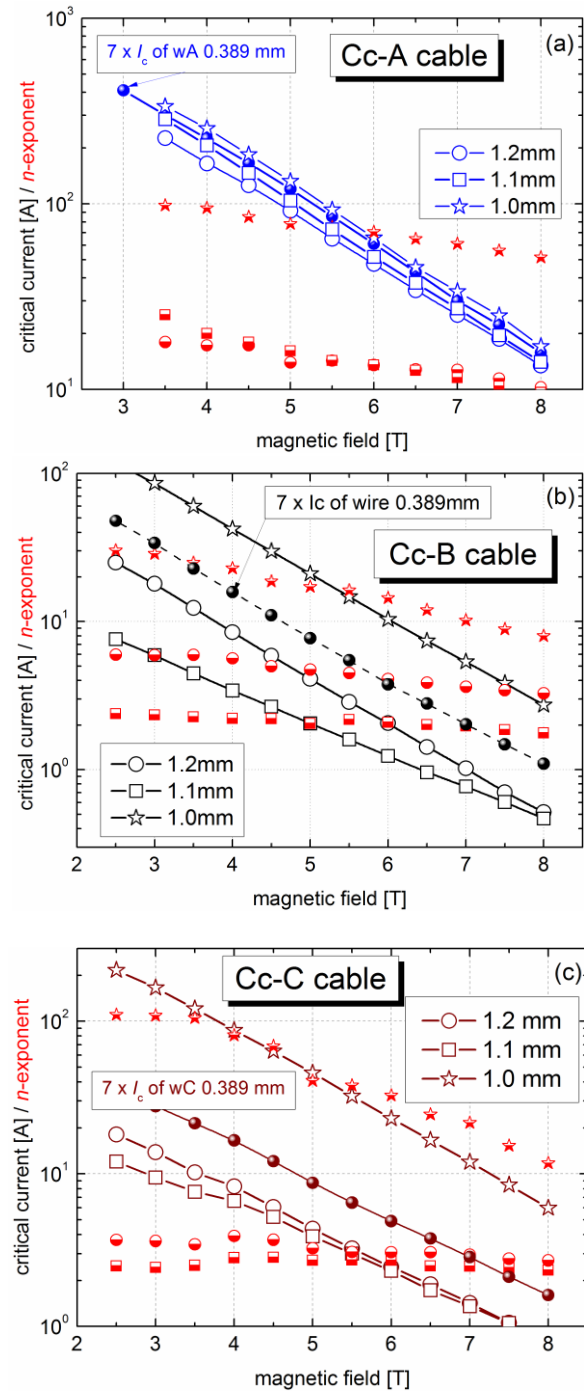 (a)
Cc-A cable
7 x Ic of wA 0.389 mm
1.2mm
1.1mm
1.0mm
critical current [A] / n-exponent
10³
10²
10¹
3 4 5 6 7 8
magnetic field [T]
(b)
7 x Ic of wire 0.389mm
Cc-B cable
1.2mm
1.1mm
1.0mm
critical current [A] / n-exponent
10²
10¹
10⁰
2 3 4 5 6 7 8
magnetic field [T]
(c)
Cc-C cable
1.2 mm
1.1 mm
1.0 mm
7 x Ic of wC 0.389 mm
critical current [A] / n-exponent
10²
10¹
10⁰
2 3 4 5 6 7 8
magnetic field [T]